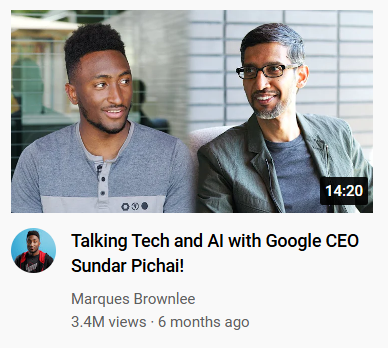 14:20
Talking Tech and AI with Google CEO
Sundar Pichai!
Marques Brownlee
3.4M views · 6 months ago